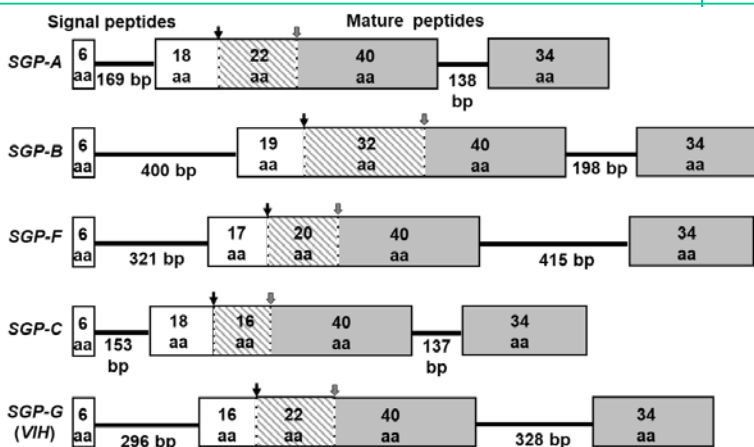 Signal peptides Mature peptides
SGP-A 6 aa 169 bp 18 aa 22 aa 40 aa 138 bp 34 aa
SGP-B 6 aa 400 bp 19 aa 32 aa 40 aa 198 bp 34 aa
SGP-F 6 aa 321 bp 17 aa 20 aa 40 aa 415 bp 34 aa
SGP-C 6 aa 153 bp 18 aa 16 aa 40 aa 137 bp 34 aa
SGP-G (VIH) 6 aa 296 bp 16 aa 22 aa 40 aa 328 bp 34 aa